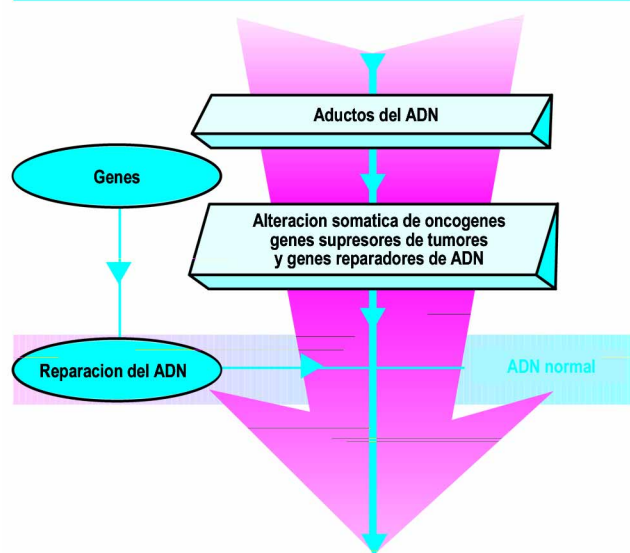 Aductos del ADN
Genes
Alteracion somatica de oncogenes
genes supresores de tumores
y genes reparadores de ADN
Reparacion del ADN
ADN normal